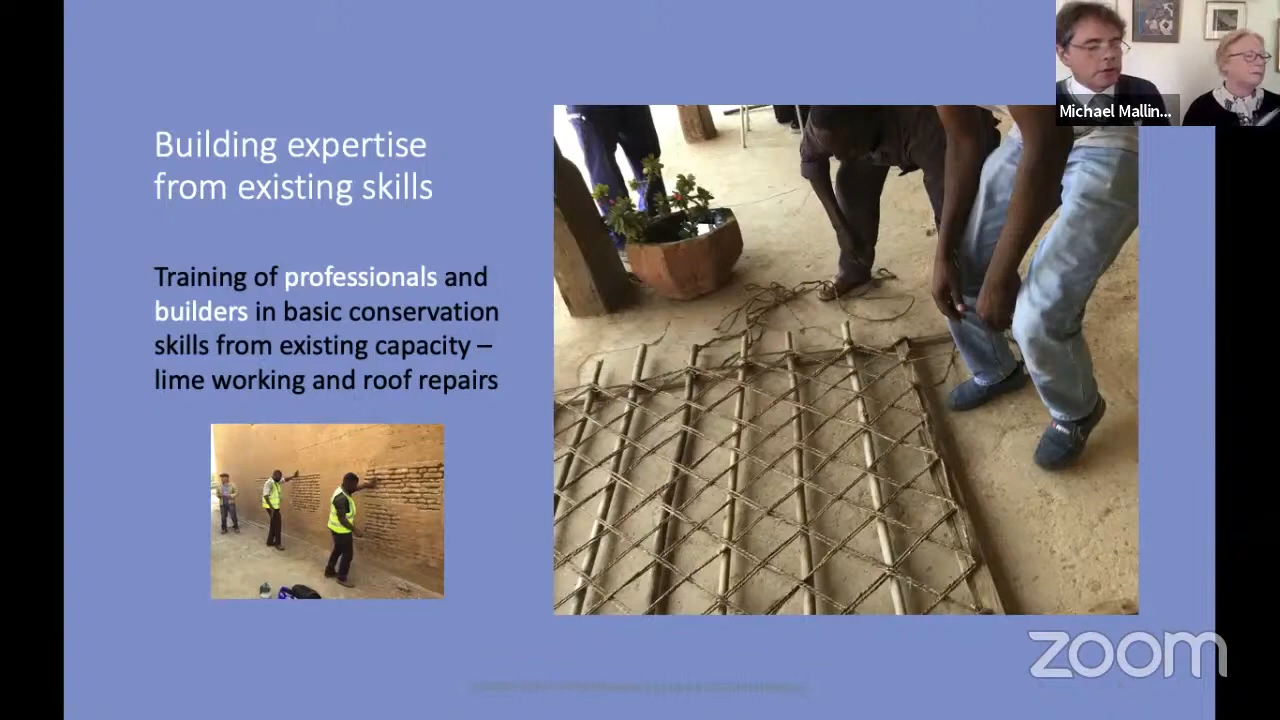 Building expertise
from existing skills
Training of professionals and
builders in basic conservation
skills from existing capacity –
lime working and roof repairs
Michael Mallin...
zoom